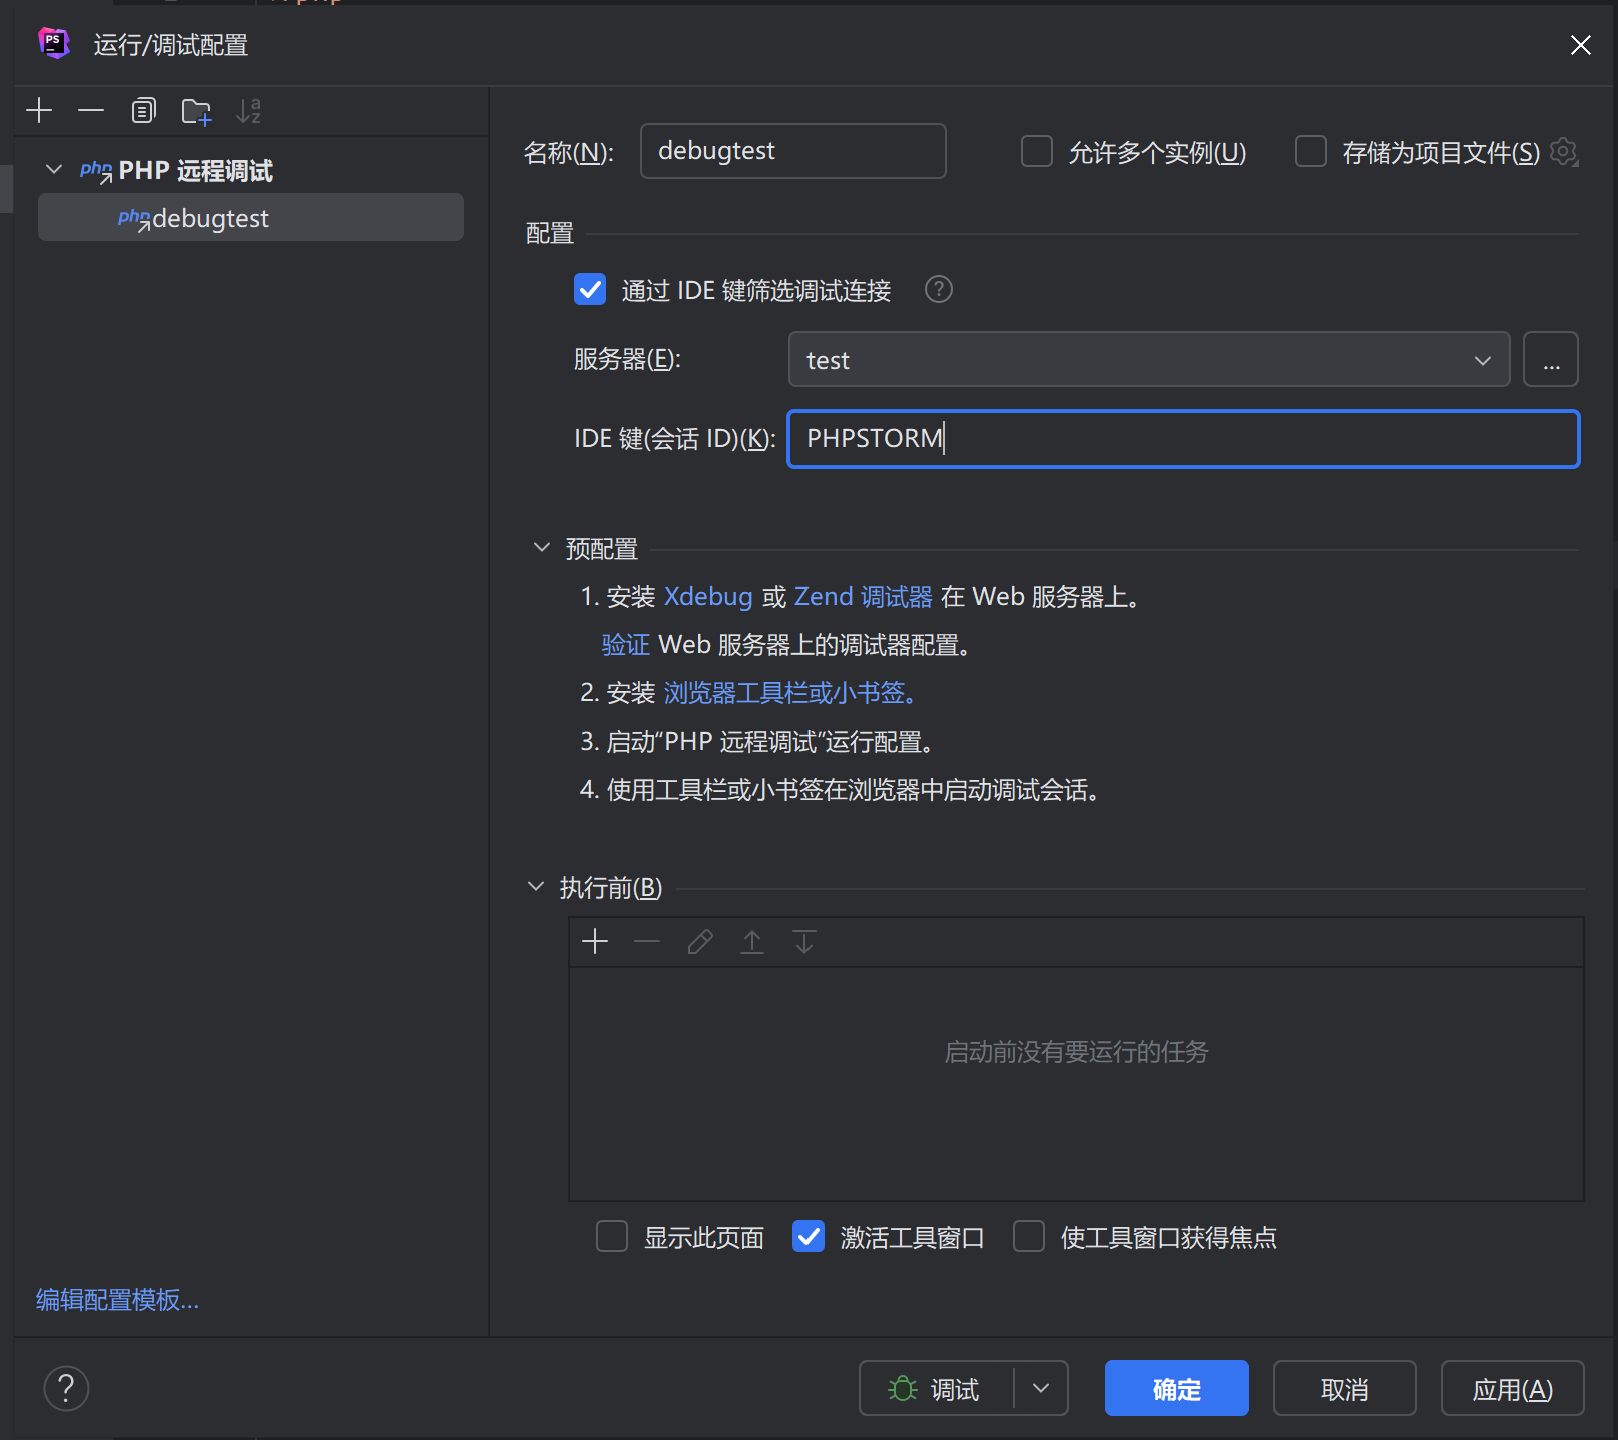 PS
运行/调试配置
az
php PHP 远程调试
php debugtest
名称(N):
debugtest
允许多个实例(U)
存储为项目文件(S)
配置
通过 IDE 键筛选调试连接
?
服务器(E):
test
...
IDE 键(会话 ID)(K):
PHPSTORM
预配置
1. 安装 Xdebug 或 Zend 调试器 在 Web 服务器上。
验证 Web 服务器上的调试器配置。
2. 安装 浏览器工具栏或小书签。
3. 启动“PHP 远程调试”运行配置。
4. 使用工具栏或小书签在浏览器中启动调试会话。
执行前(B)
启动前没有要运行的任务
显示此页面
激活工具窗口
使工具窗口获得焦点
编辑配置模板...
?
调试
确定
取消
应用(A)